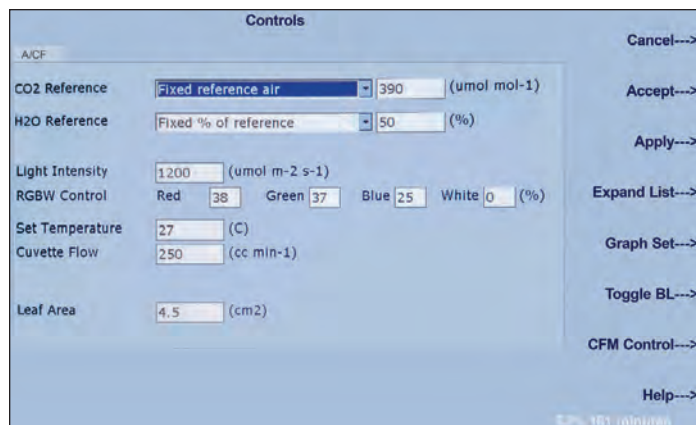 Controls
Cancel--->
A/CF
CO2 Reference Fixed reference air 390 (umol mol-1)
Accept--->
H2O Reference Fixed % of reference 50 (%)
Apply--->
Light Intensity 1200 (umol m-2 s-1)
RGBW Control Red 38 Green 37 Blue 25 White 0 (%)
Expand List--->
Set Temperature 27 (C)
Graph Set--->
Cuvette Flow 250 (cc min-1)
Toggle BL--->
Leaf Area 4.5 (cm2)
CFM Control--->
Help--->